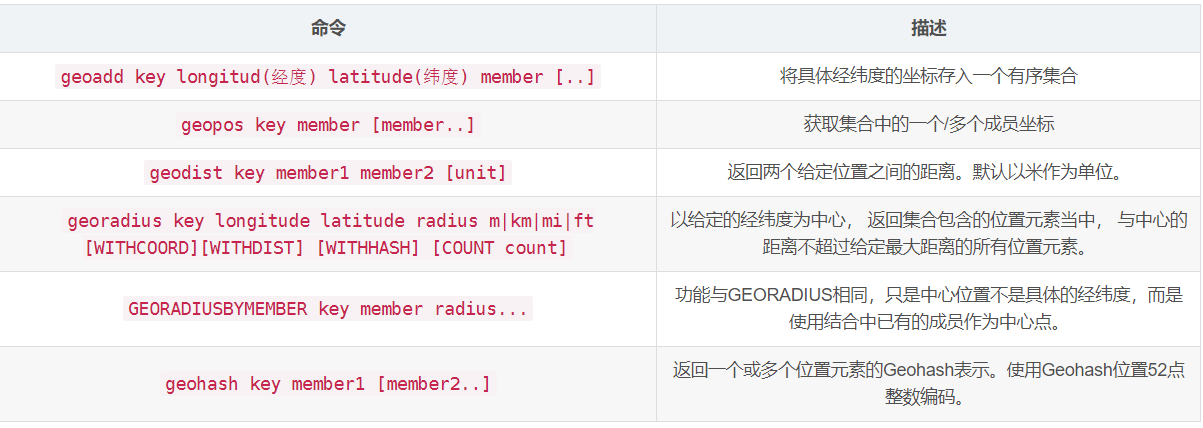 命令
描述
geoadd key longitud(经度) latitude(纬度) member [..]
将具体经纬度的坐标存入一个有序集合
geopos key member [member..]
获取集合中的一个/多个成员坐标
geodist key member1 member2 [unit]
返回两个给定位置之间的距离。默认以米作为单位。
georadius key longitude latitude radius m|km|mi|ft
[WITHCOORD][WITHDIST] [WITHHASH] [COUNT count]
以给定的经纬度为中心， 返回集合包含的位置元素当中， 与中心的
距离不超过给定最大距离的所有位置元素。
GEORADIUSBYMEMBER key member radius...
功能与GEORADIUS相同，只是中心位置不是具体的经纬度，而是
使用结合中已有的成员作为中心点。
geohash key member1 [member2..]
返回一个或多个位置元素的Geohash表示。使用Geohash位置52点
整数编码。